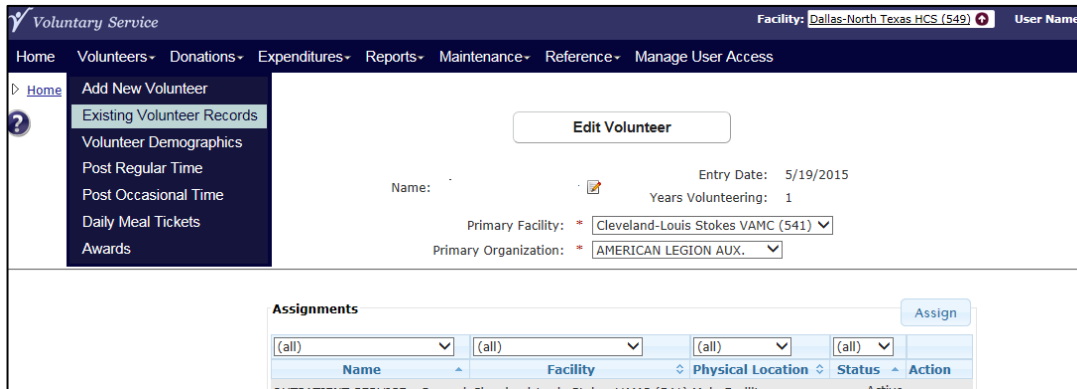 Voluntary Service
Facility: Dallas-North Texas HCS (549) User Name
Home Volunteers Donations Expenditures Reports Maintenance Reference Manage User Access
Home
Add New Volunteer
Existing Volunteer Records
Volunteer Demographics
Post Regular Time
Post Occasional Time
Daily Meal Tickets
Awards
Edit Volunteer
Name:
Entry Date: 5/19/2015
Years Volunteering: 1
Primary Facility: * Cleveland-Louis Stokes VAMC (541)
Primary Organization: * AMERICAN LEGION AUX.
Assignments
Assign
(all) (all) (all) (all)
Name Facility Physical Location Status Action